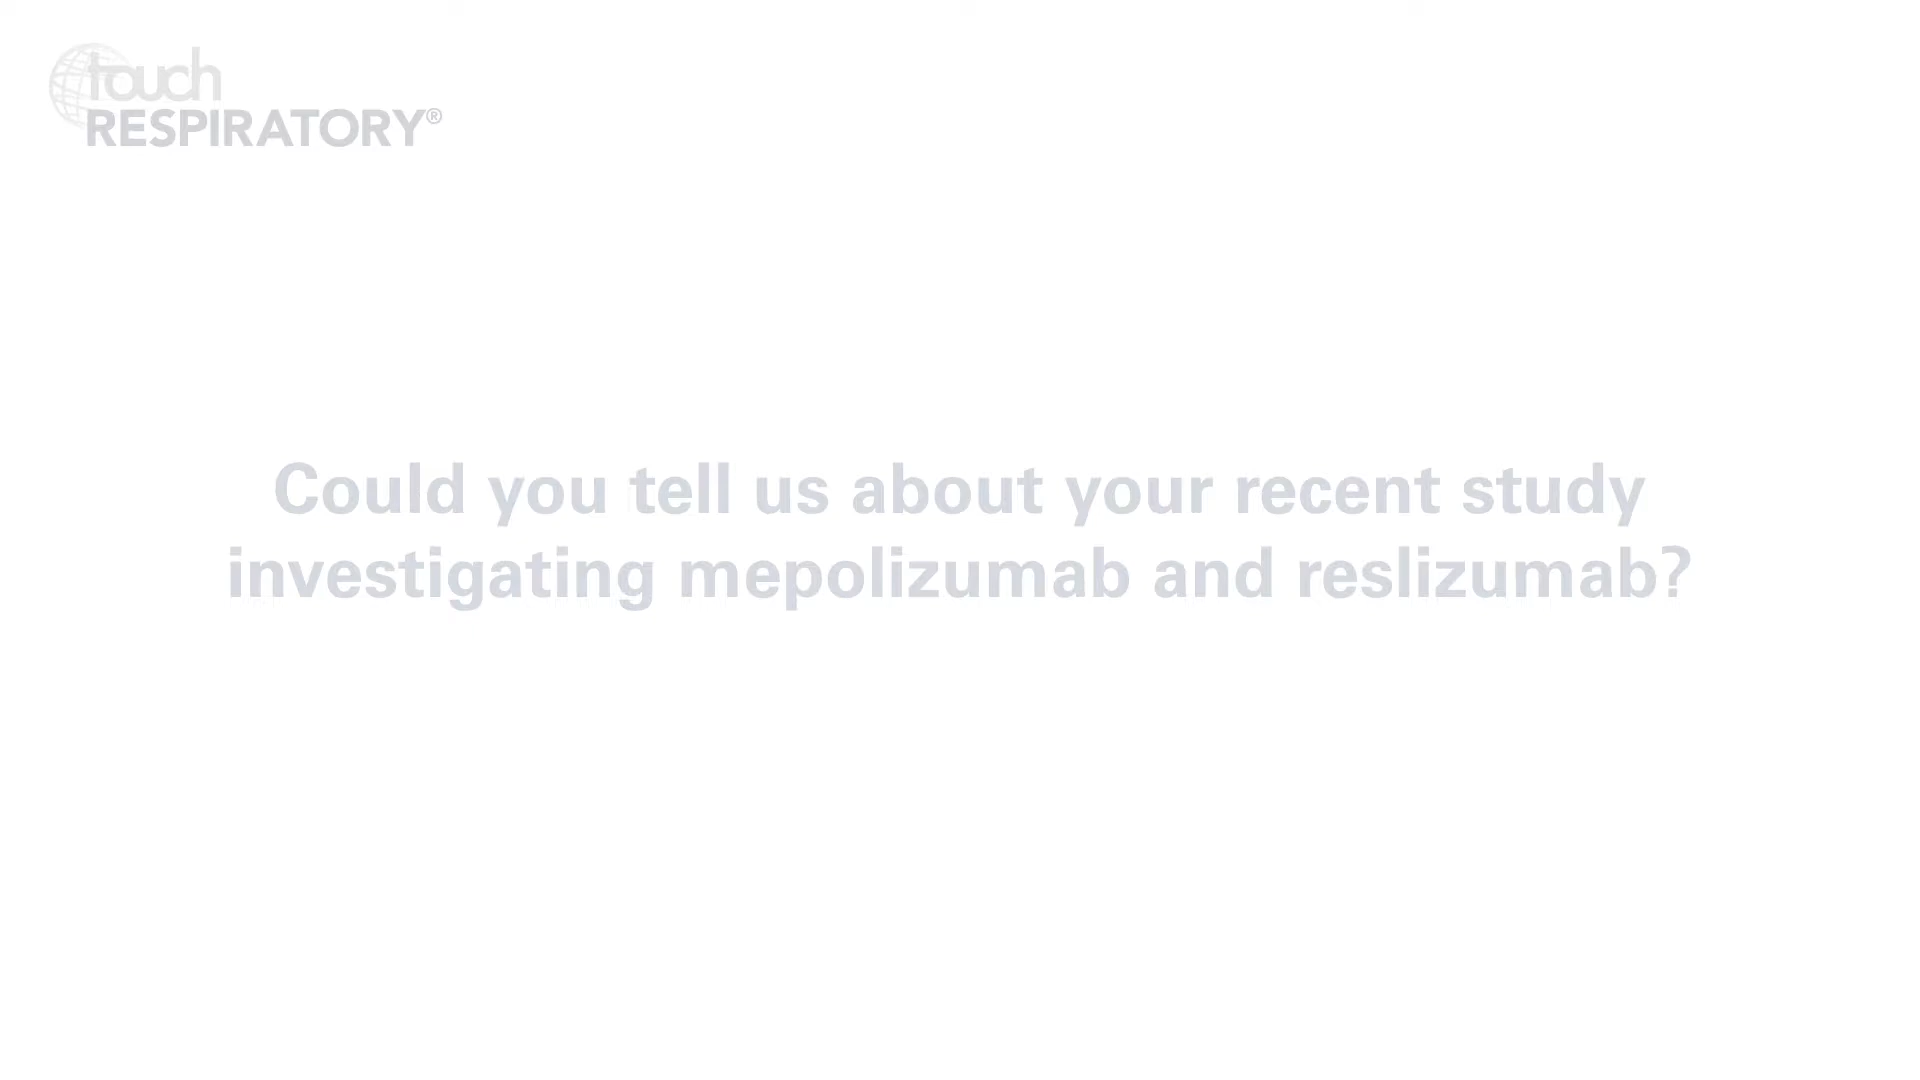 touch
RESPIRATORY®
Could you tell us about your recent study
investigating mepolizumab and reslizumab?